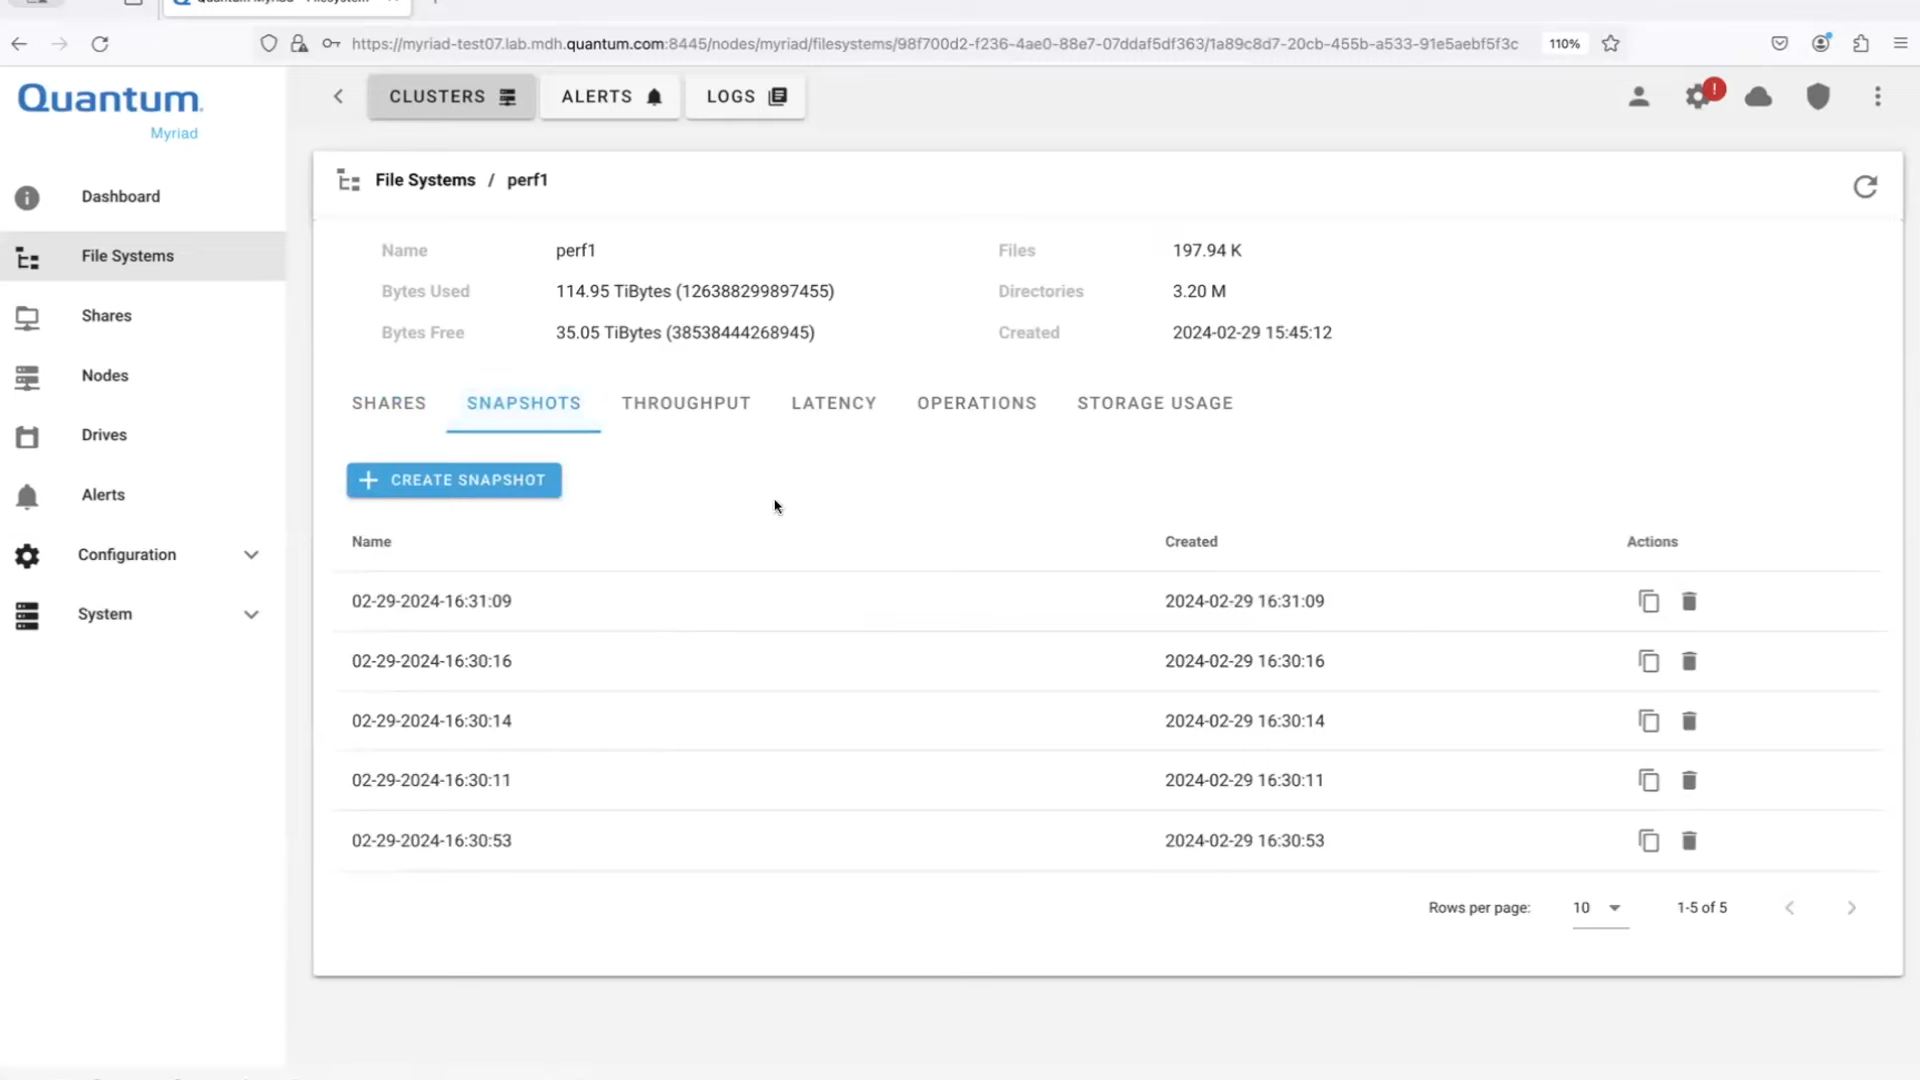 https://myriad-test07.lab.mdh.quantum.com:8445/nodes/myriad/filesystems/98f700d2-f236-4ae0-88e7-07ddaf5df363/1a89c8d7-20cb-455b-a533-91e5aebf5f3c 110%
Quantum
Myriad
CLUSTERS ALERTS LOGS
!
Dashboard
File Systems
Shares
Nodes
Drives
Alerts
Configuration
System
File Systems / perf1
Name perf1 Files 197.94 K
Bytes Used 114.95 TiBytes (126388299897455) Directories 3.20 M
Bytes Free 35.05 TiBytes (38538444268945) Created 2024-02-29 15:45:12
SHARES SNAPSHOTS THROUGHPUT LATENCY OPERATIONS STORAGE USAGE
+ CREATE SNAPSHOT
Name Created Actions
02-29-2024-16:31:09 2024-02-29 16:31:09
02-29-2024-16:30:16 2024-02-29 16:30:16
02-29-2024-16:30:14 2024-02-29 16:30:14
02-29-2024-16:30:11 2024-02-29 16:30:11
02-29-2024-16:30:53 2024-02-29 16:30:53
Rows per page: 10 1-5 of 5